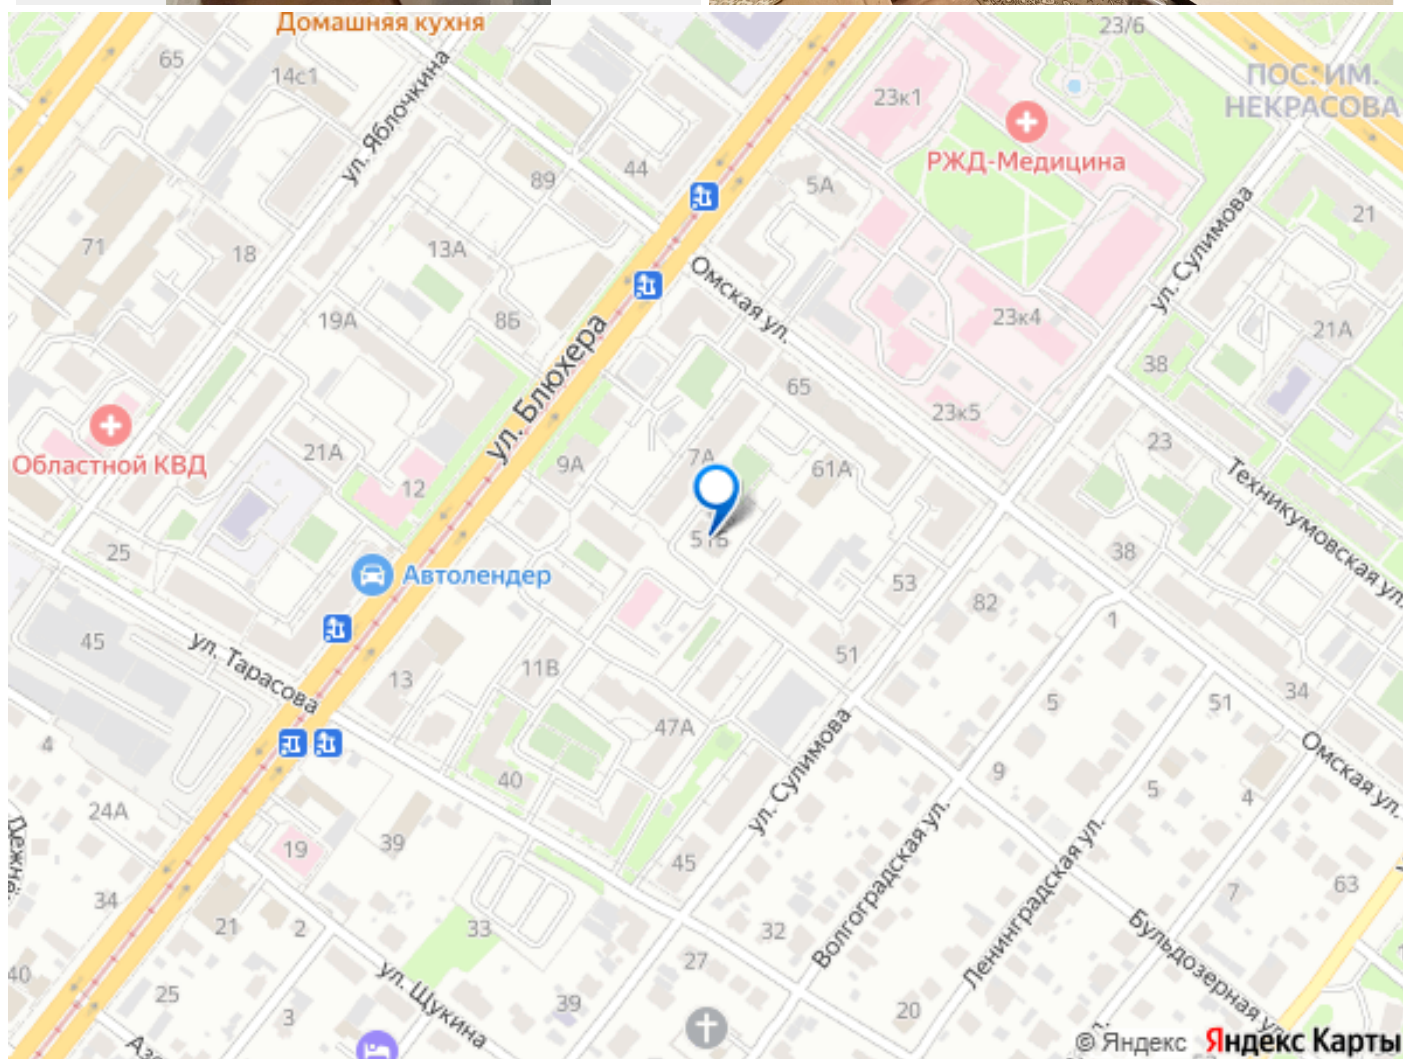 Домашняя кухня
23/6
65
14с1
ПОС. ИМ.
НЕКРАСОВА
ул. Яблочкина
23к1
РЖД-Медицина
44
89
5А
21
71
18
13А
ул. Сулимова
Омская ул.
19А
8Б
23к4
21А
ул. Блюхера
38
65
23к5
23
Областной КВД
21А
9А
7А
61А
12
Техникумовская ул.
51Б
25
38
Автолендер
53
82
1
45
ул. Тарасова
51
13
11В
5
51
34
47А
4
ул. Сулимова
Омская ул.
9
40
5
4
24А
39
19
45
Волгоградская ул.
Ленинградская ул.
63
7
34
21
2
33
32
Бульдозерная ул.
27
40
25
ул. Щукина
39
20
3
© Яндекс Яндекс Карты